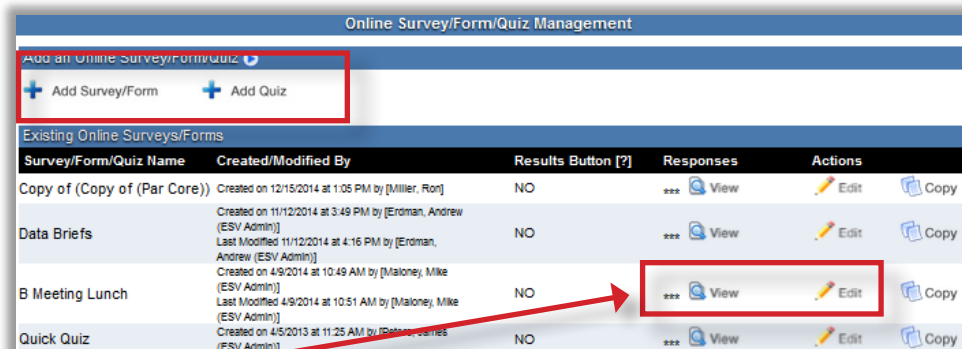 Online Survey/Form/Quiz Management
Add an Online Survey/Form/Quiz
Add Survey/Form Add Quiz
Existing Online Surveys/Forms
Survey/Form/Quiz Name Created/Modified By Results Button [?] Responses Actions
Copy of (Copy of (Par Core)) Created on 12/15/2014 at 1:05 PM by [Miller, Ron] NO *** View Edit Copy
Created on 11/12/2014 at 3:49 PM by [Erdman, Andrew
(ESV Admin)]
Data Briefs NO *** View Edit Copy
Last Modified 11/12/2014 at 4:16 PM by [Erdman,
Andrew (ESV Admin)]
Created on 4/9/2014 at 10:49 AM by [Maloney, Mike
(ESV Admin)]
B Meeting Lunch NO *** View Edit Copy
Last Modified 4/9/2014 at 10:51 AM by [Maloney, Mike
(ESV Admin)]
Created on 4/5/2013 at 11:25 AM by James
Quick Quiz NO *** View Edit Copy
(ESV Admin)]